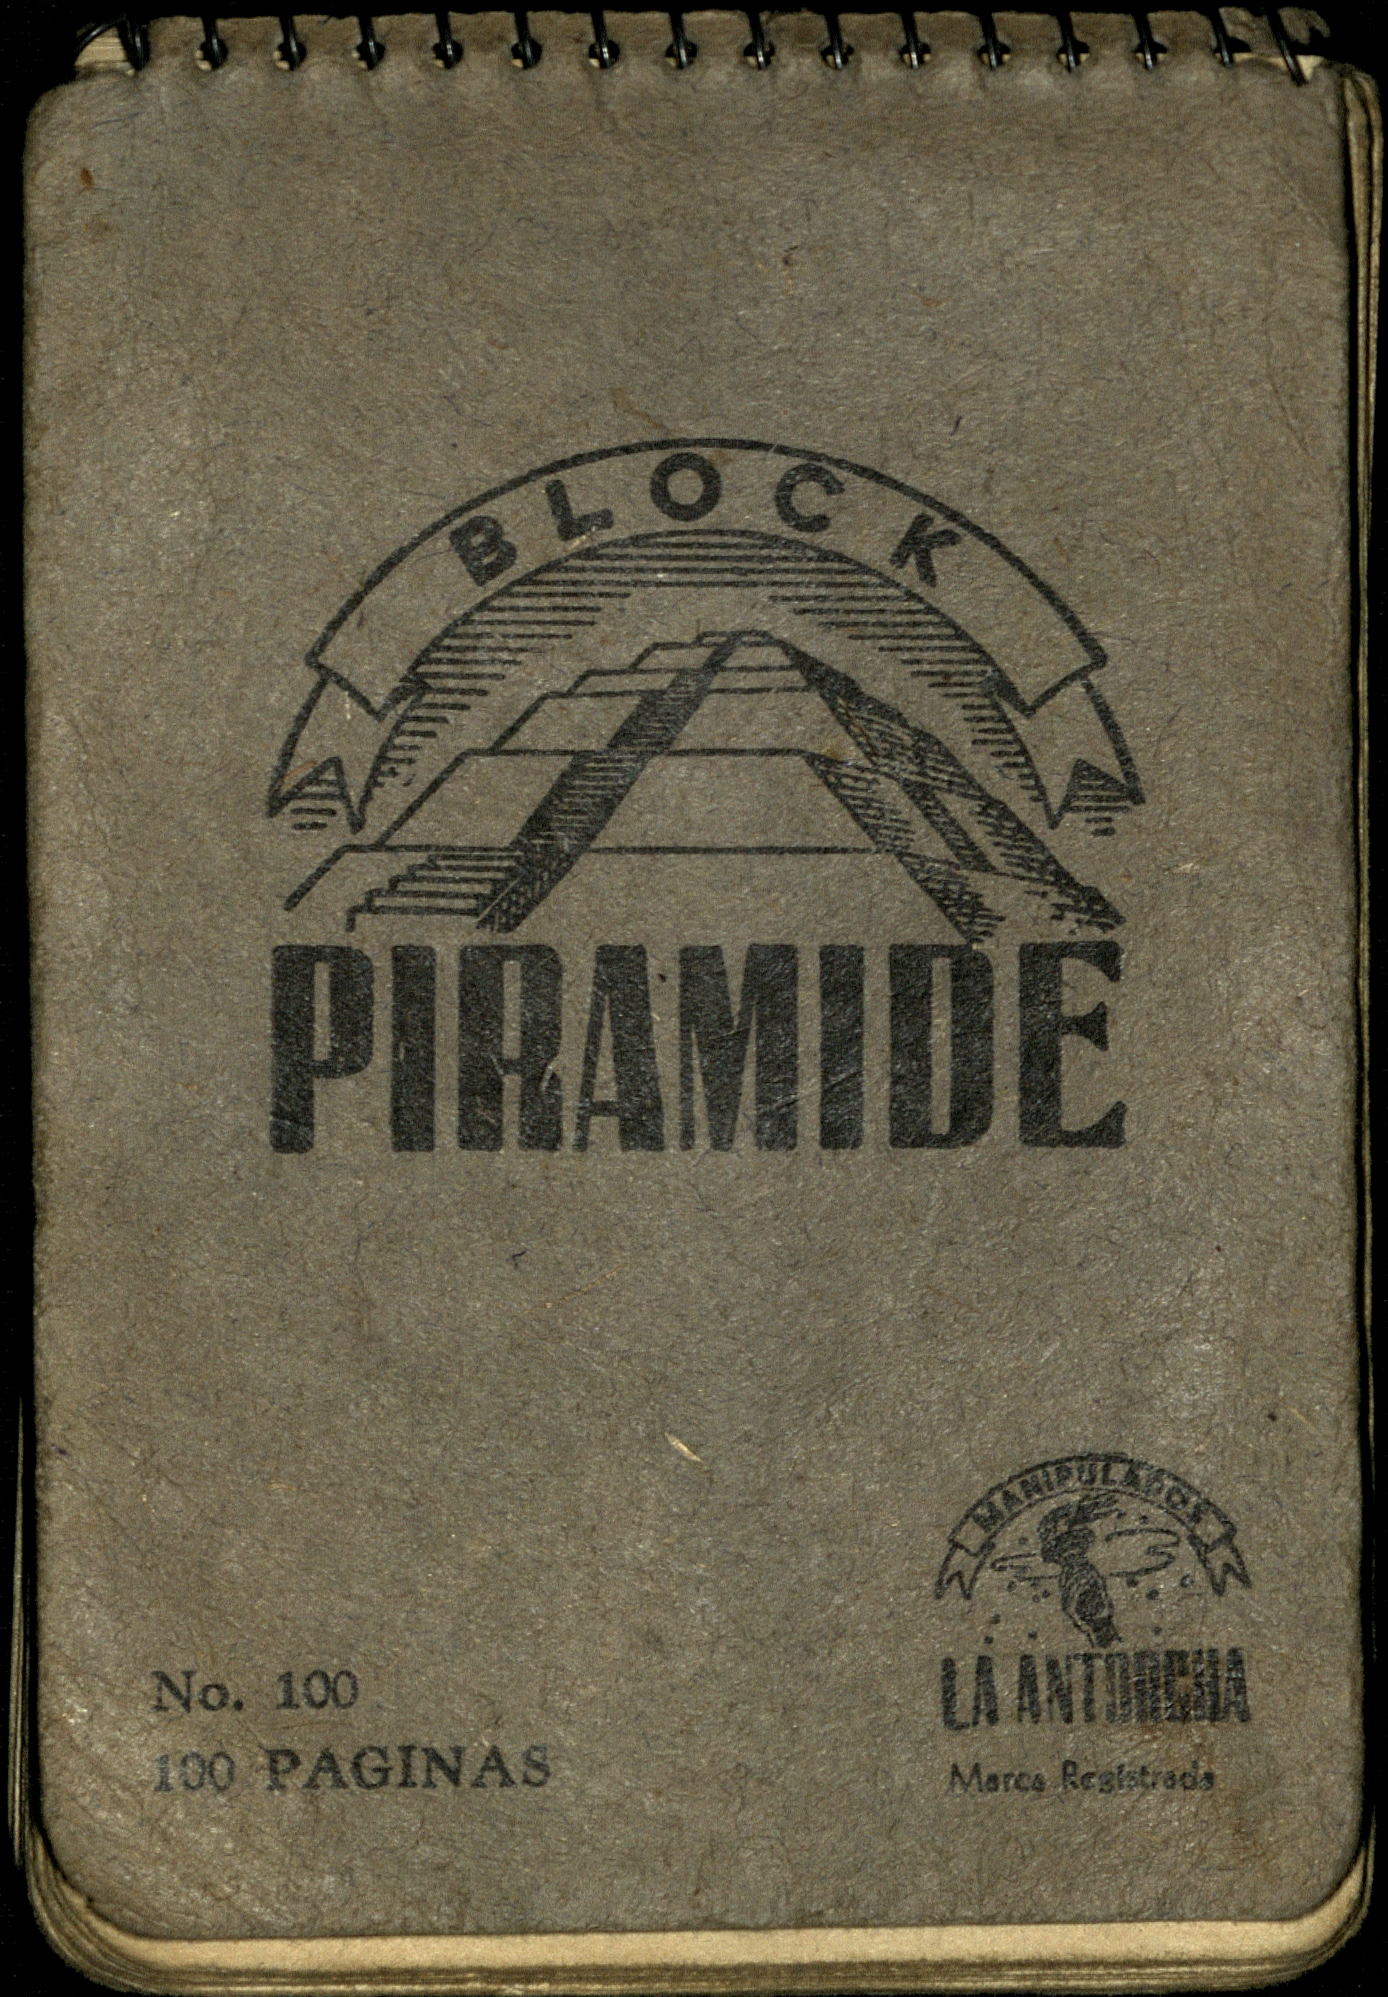 BLOCK
PIRAMIDE
MANIPULADOS
LA ANTORCHA
Marca Registrada
No. 100
100 PAGINAS